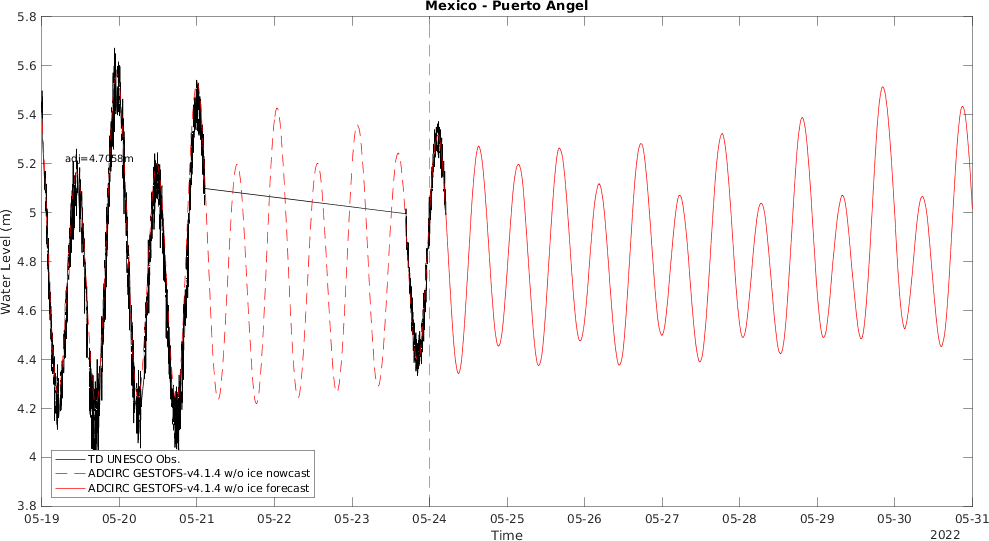 Mexico - Puerto Angel
5.8
5.6
5.4
5.2
5
4.8
4.6
4.4
4.2
4
3.8
Water Level (m)
adj=4.7058m
TD UNESCO Obs.
ADCIRC GESTOFS-v4.1.4 w/o ice nowcast
ADCIRC GESTOFS-v4.1.4 w/o ice forecast
05-19 05-20 05-21 05-22 05-23 05-24 05-25 05-26 05-27 05-28 05-29 05-30 05-31
Time
2022